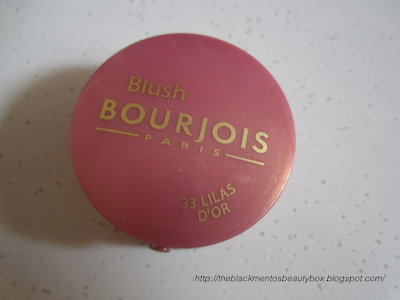 Blush
BOURJOIS
PARIS
33 LILAS
D'OR
http://theblackmentosbeautybox.blogspot.com/